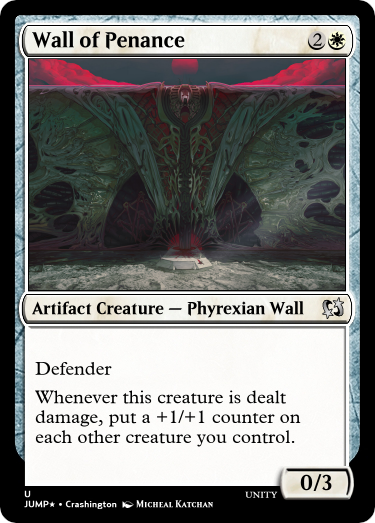 Wall of Penance 2
Artifact Creature — Phyrexian Wall
Defender
Whenever this creature is dealt
damage, put a +1/+1 counter on
each other creature you control.
0/3
U
JUMP★ • Crashington Micheal Katchan
UNITY